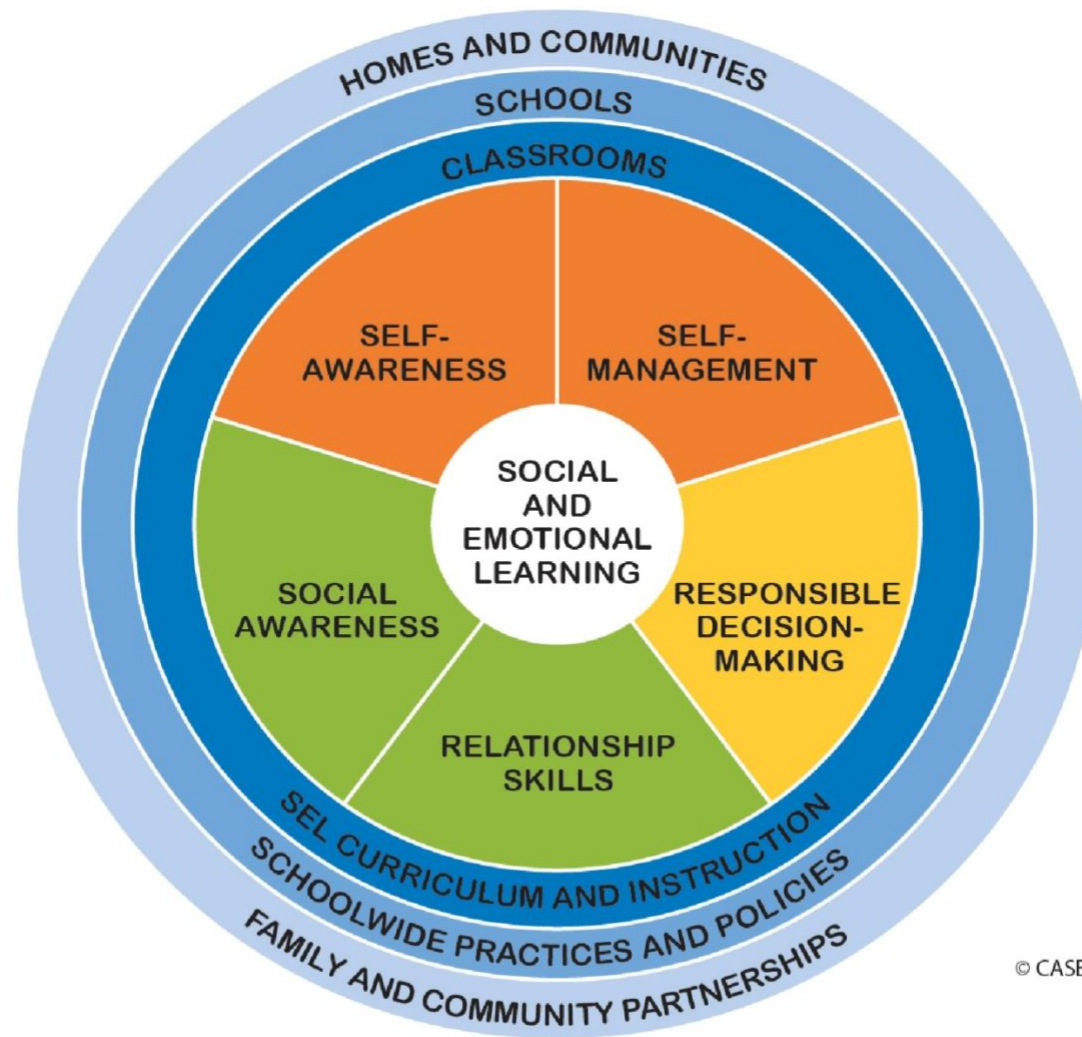 HOMES AND COMMUNITIES
SCHOOLS
CLASSROOMS
SELF-
AWARENESS
SELF-
MANAGEMENT
SOCIAL
AND
EMOTIONAL
LEARNING
SOCIAL
AWARENESS
RESPONSIBLE
DECISION-
MAKING
RELATIONSHIP
SKILLS
SEL CURRICULUM AND INSTRUCTION
SCHOOLWIDE PRACTICES AND POLICIES
FAMILY AND COMMUNITY PARTNERSHIPS
©